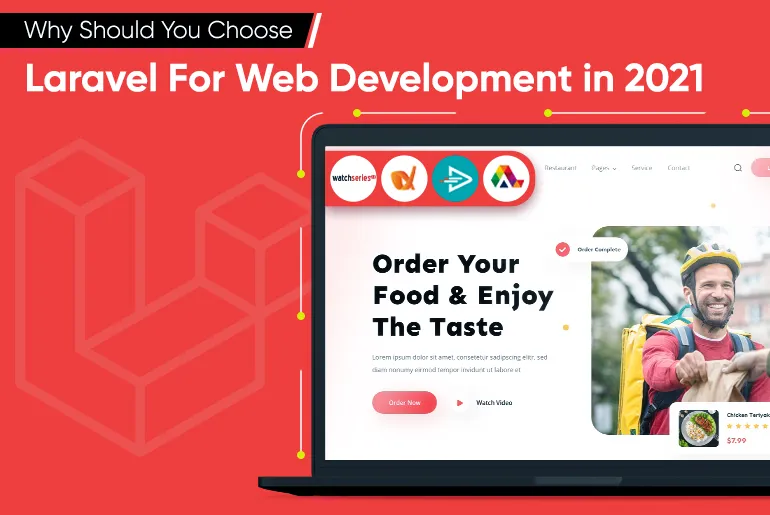 Why Should You Choose
Laravel For Web Development in 2021
watchseries
Restaurant Pages Service Contact
Order Complete
Order Your
Food & Enjoy
The Taste
Lorem ipsum dolor sit amet, consetetur sadipscing elitr, sed
diam nonumy eirmod tempor invidunt ut labore et
Order Now Watch Video
Chicken Teriyak
$7.99